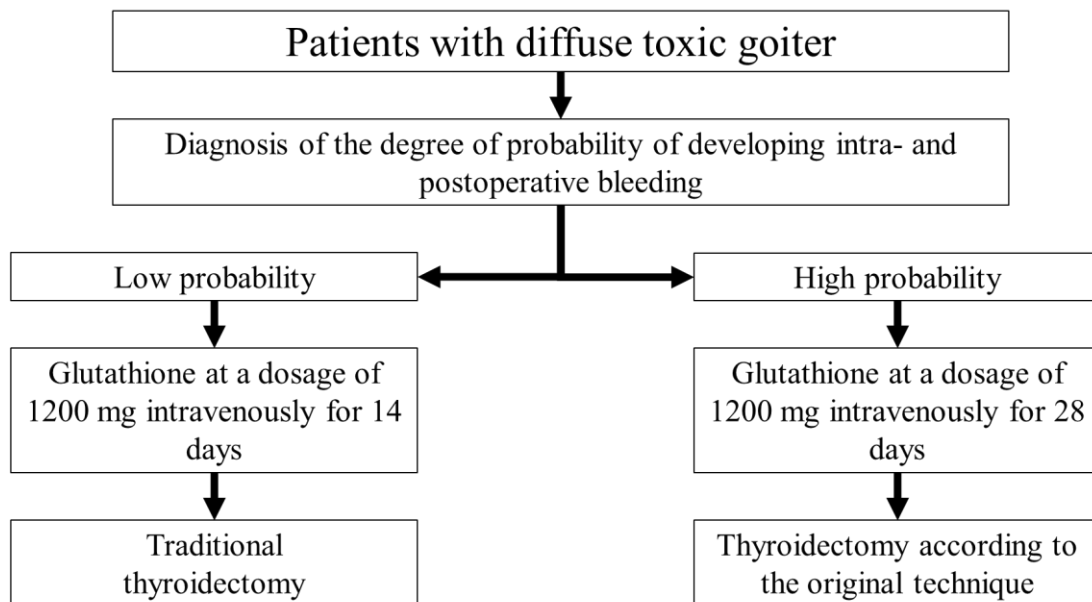 Patients with diffuse toxic goiter
Diagnosis of the degree of probability of developing intra- and
postoperative bleeding
Low probability
High probability
Glutathione at a dosage of
1200 mg intravenously for 14
days
Glutathione at a dosage of
1200 mg intravenously for 28
days
Traditional
thyroidectomy
Thyroidectomy according to
the original technique